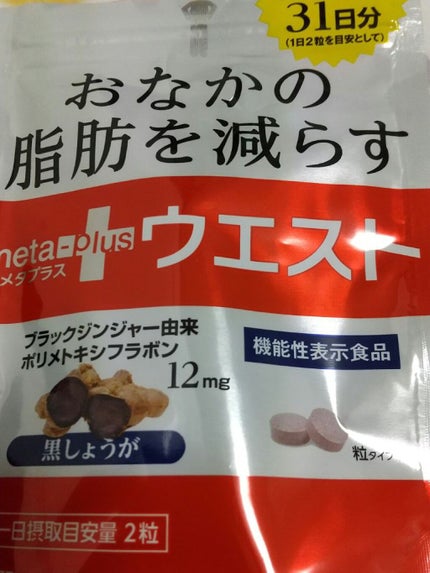 31日分
(1日2粒を目安として)
おなかの
脂肪を減らす
meta-plus
メタプラス
ウエスト
ブラックジンジャー由来
ポリメトキシフラボン
12mg
機能性表示食品
黒しょうが
粒タイプ
一日摂取目安量 2粒